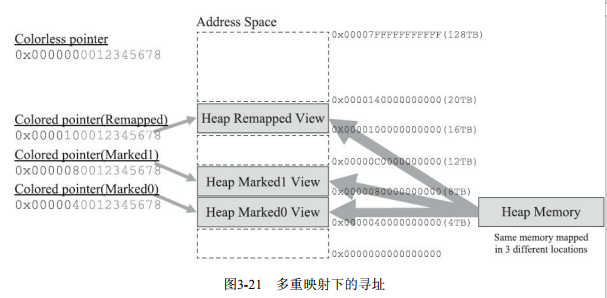 Address Space
Colorless pointer
0x0000000012345678
Colored pointer(Remapped)
0x0000100012345678
Colored pointer(Marked1)
0x0000080012345678
Colored pointer(Marked0)
0x0000040012345678
Heap Remapped View
Heap Marked1 View
Heap Marked0 View
0x00007FFFFFFFFFFF(128TB)
0x0000140000000000(20TB)
0x0000100000000000(16TB)
0x00000C0000000000(12TB)
0x0000080000000000(8TB)
0x0000040000000000(4TB)
0x0000000000000000
Heap Memory
Same memory mapped
in 3 different locations
图3-21 多重映射下的寻址